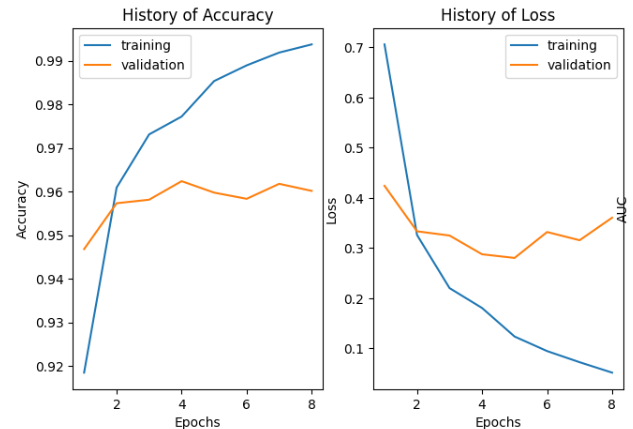 History of Accuracy
training
validation
0.99
0.98
0.97
0.96
0.95
0.94
0.93
0.92
Accuracy
2
4
6
8
Epochs
History of Loss
training
validation
0.7
0.6
0.5
0.4
0.3
0.2
0.1
Loss
2
4
6
8
Epochs
AUC